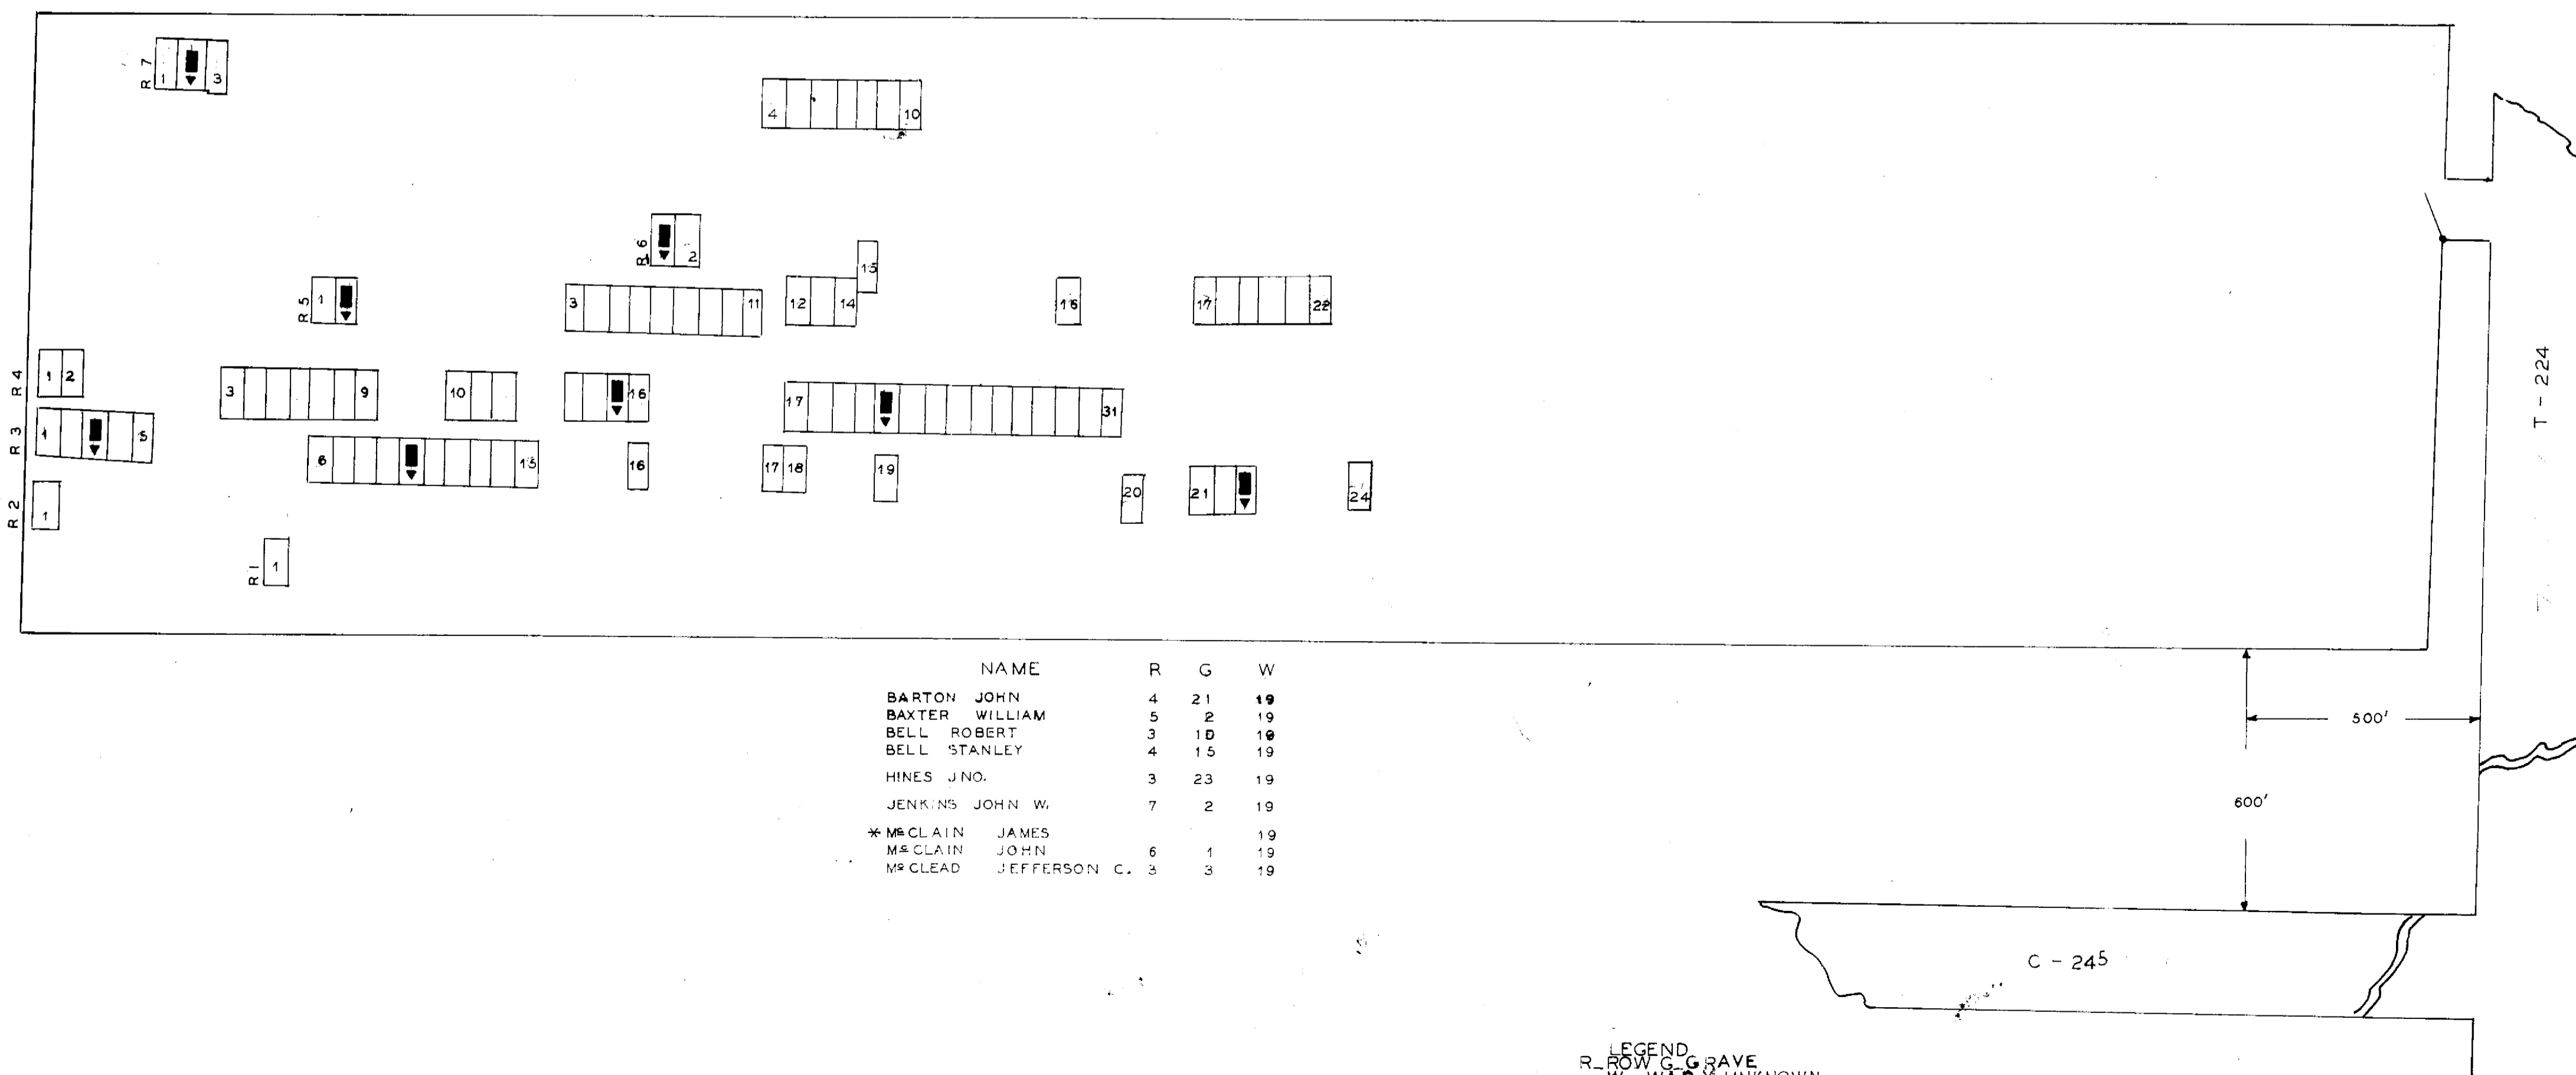 R 7
1
3
4
10
R 6
2
15
R 5
1
3
11
12
14
16
17
22
R 4
1
2
3
9
10
16
17
31
R 3
1
5
6
15
16
17
18
19
20
21
24
R 2
1
R 1
1
T - 224
NAME R G W
BARTON JOHN 4 21 19
BAXTER WILLIAM 5 2 19
BELL ROBERT 3 10 19
BELL STANLEY 4 15 19
HINES JNO. 3 23 19
JENKINS JOHN W. 7 2 19
* McCLAIN JAMES 19
McCLAIN JOHN 6 1 19
McCLEAD JEFFERSON C. 3 3 19
500'
600'
C - 245
LEGEND
R_ROW G_GRAVE